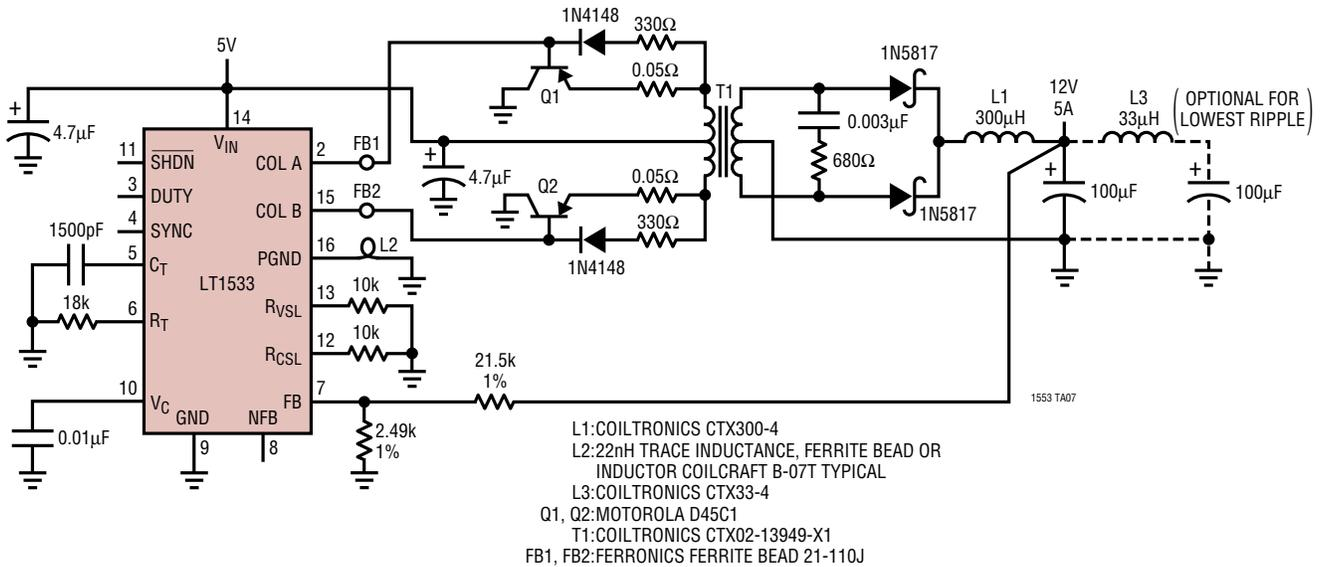 1N4148
330Ω
5V
0.05Ω
Q1
T1
1N5817
12V
5A
L1
300µH
L3
33µH
(OPTIONAL FOR
LOWEST RIPPLE)
+
4.7µF
14
VIN
11
SHDN
COL A
2
FB1
+
4.7µF
0.003µF
680Ω
+
100µF
+
100µF
3
DUTY
COL B
15
FB2
Q2
0.05Ω
330Ω
1N5817
1N4148
4
SYNC
1500pF
5
CT
PGND
16
L2
LT1533
18k
6
RT
RVSL
13
10k
RCSL
12
10k
21.5k
1%
10
VC
FB
7
GND
NFB
9
8
0.01µF
2.49k
1%
1553 TA07
L1:COILTRONICS CTX300-4
L2:22nH TRACE INDUCTANCE, FERRITE BEAD OR
INDUCTOR COILCRAFT B-07T TYPICAL
L3:COILTRONICS CTX33-4
Q1, Q2:MOTOROLA D45C1
T1:COILTRONICS CTX02-13949-X1
FB1, FB2:FERRONICS FERRITE BEAD 21-110J